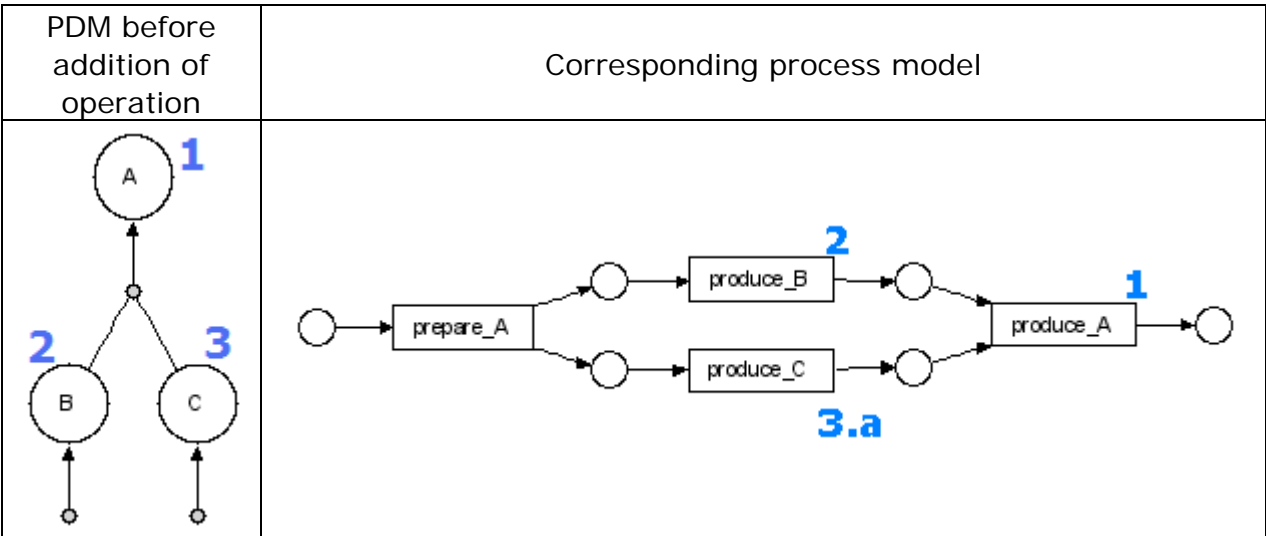 PDM before
addition of
operation
Corresponding process model
A
1
2
3
B
C
prepare_A
produce_B
2
produce_C
3.a
produce_A
1